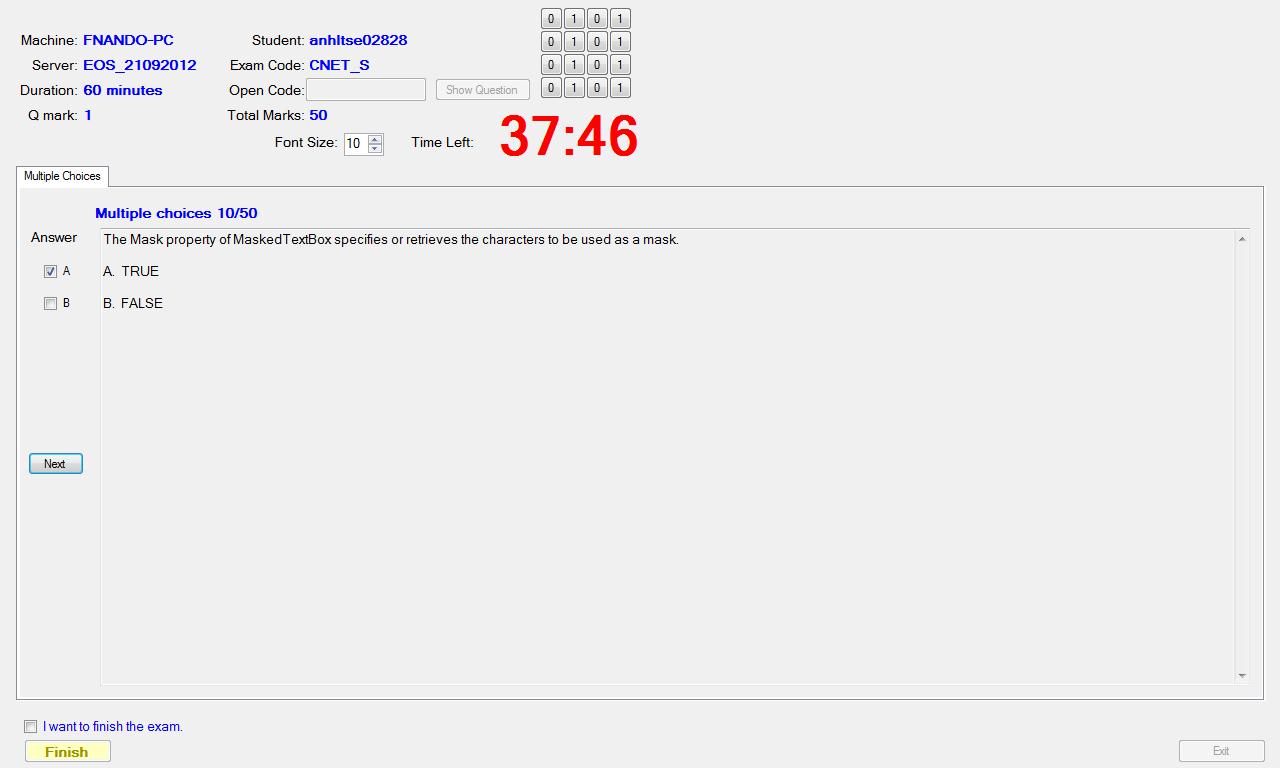 0 1 0 1
0 1 0 1
0 1 0 1
0 1 0 1
Machine: FNANDO-PC Student: anhltse02828
Server: EOS_21092012 Exam Code: CNET_S
Duration: 60 minutes Open Code: Show Question
Q mark: 1 Total Marks: 50
Font Size: 10 Time Left: 37:46
Multiple Choices
Multiple choices 10/50
Answer
The Mask property of MaskedTextBox specifies or retrieves the characters to be used as a mask.
A A. TRUE
B B. FALSE
Next
I want to finish the exam.
Finish
Exit